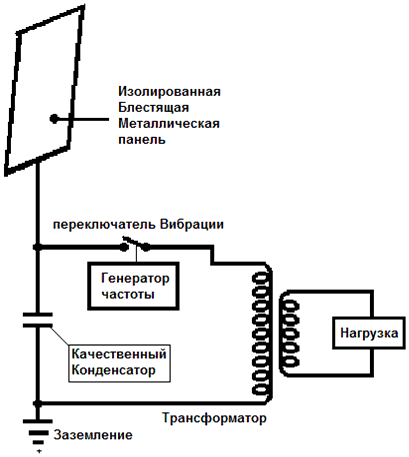 Изолированная
Блестящая
Металлическая
панель
переключатель Вибрации
Генератор
частоты
Нагрузка
Качественный
Конденсатор
Трансформатор
Заземление
+